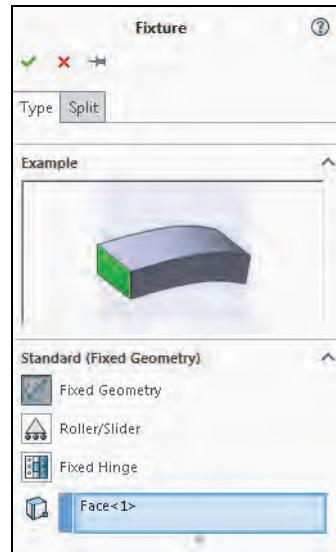 Fixture
Type Split
Example
Standard (Fixed Geometry)
Fixed Geometry
Roller/Slider
Fixed Hinge
Face<1>